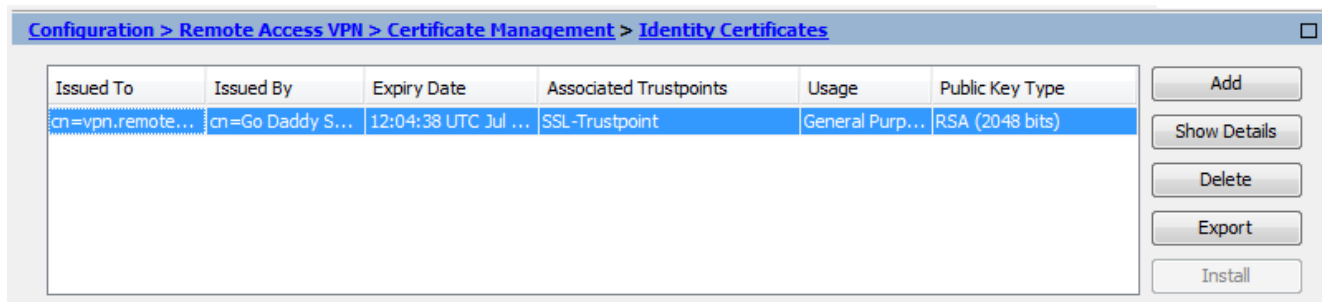 Configuration > Remote Access VPN > Certificate Management > Identity Certificates
Issued To Issued By Expiry Date Associated Trustpoints Usage Public Key Type
cn=vpn.remote... cn=Go Daddy S... 12:04:38 UTC Jul ... SSL-Trustpoint General Purp... RSA (2048 bits)
Add
Show Details
Delete
Export
Install